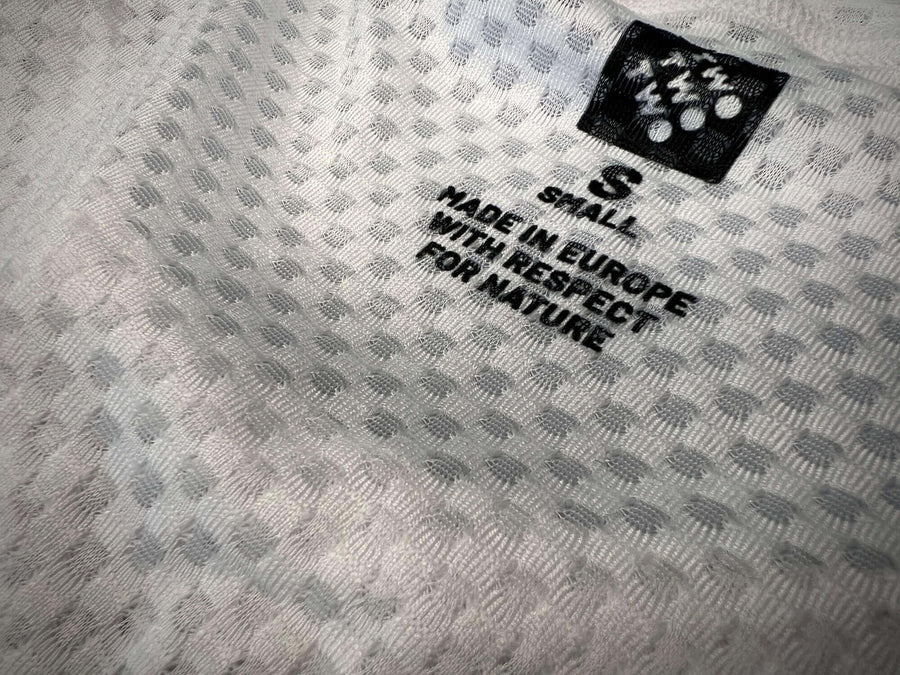 S
SMALL
MADE IN EUROPE
WITH RESPECT
FOR NATURE